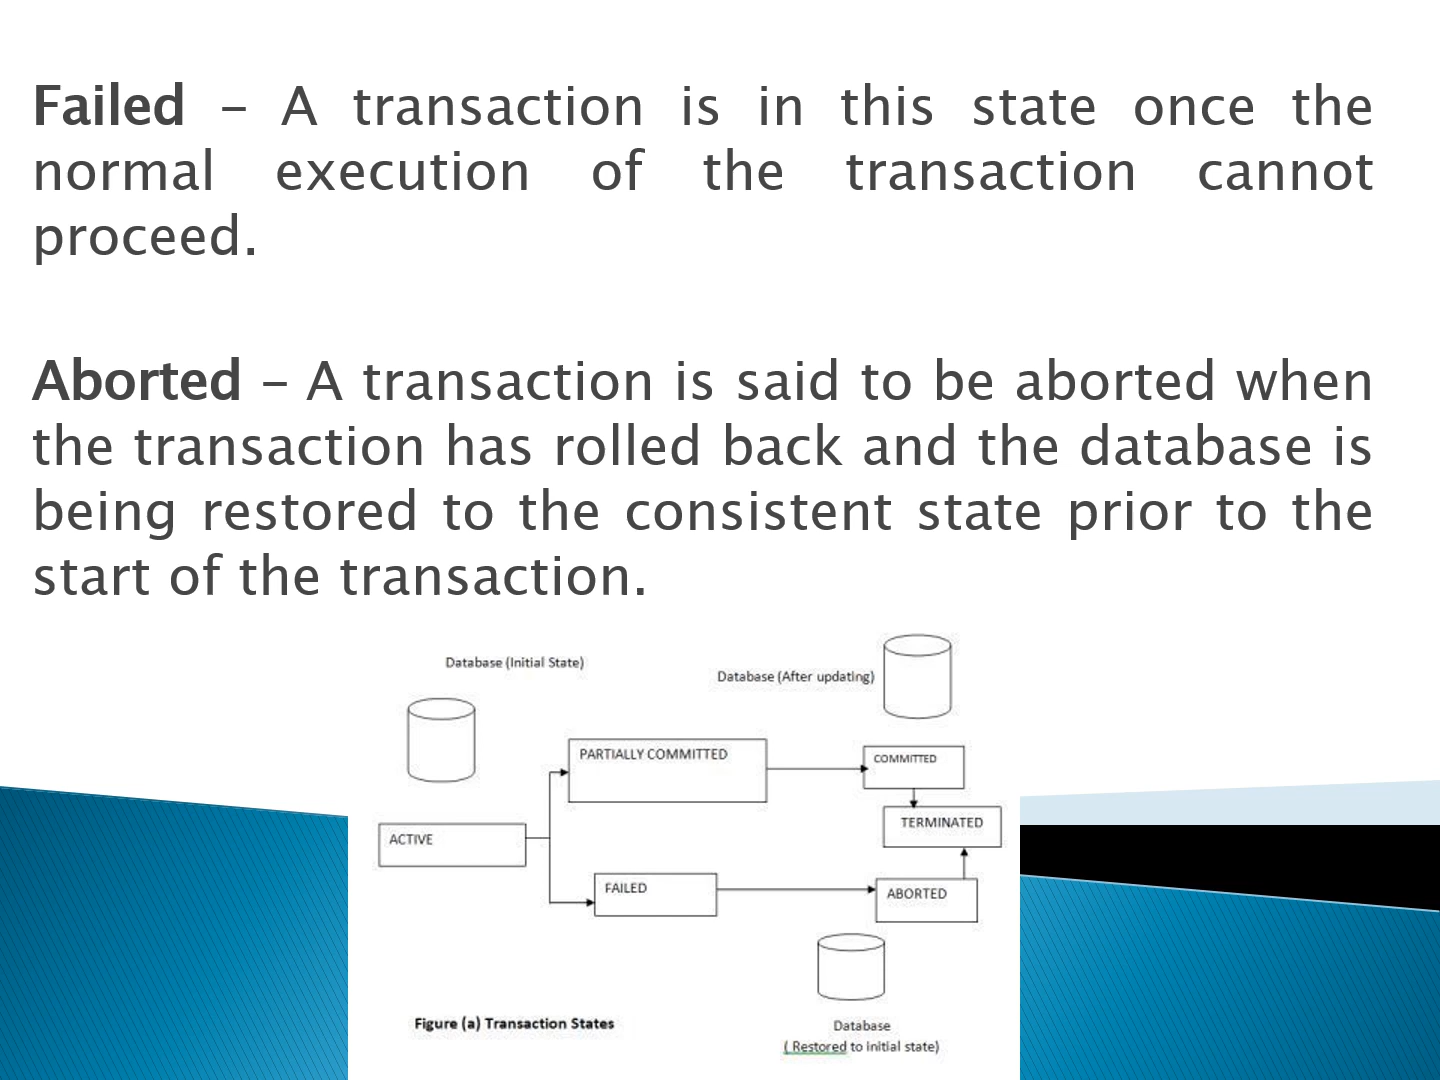 Failed – A transaction is in this state once the
normal execution of the transaction cannot
proceed.
Aborted – A transaction is said to be aborted when
the transaction has rolled back and the database is
being restored to the consistent state prior to the
start of the transaction.
Database (Initial State)
Database (After updating)
PARTIALLY COMMITTED
COMMITTED
TERMINATED
ACTIVE
FAILED
ABORTED
Figure (a) Transaction States
Database
( Restored to initial state)